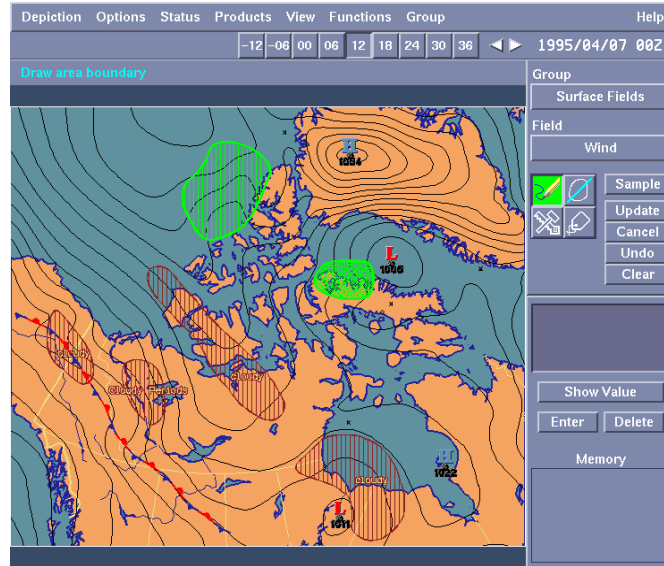 Depiction Options Status Products View Functions Group Help
-12 -06 00 06 12 18 24 30 36 1995/04/07 00Z
Draw area boundary
Group
Surface Fields
Field
Wind
Sample
Update
Cancel
Undo
Clear
Show Value
Enter Delete
Memory
H
L
1006
cloudy
Cloudy Periods
cloudy
cloudy
H
1022
L
1011